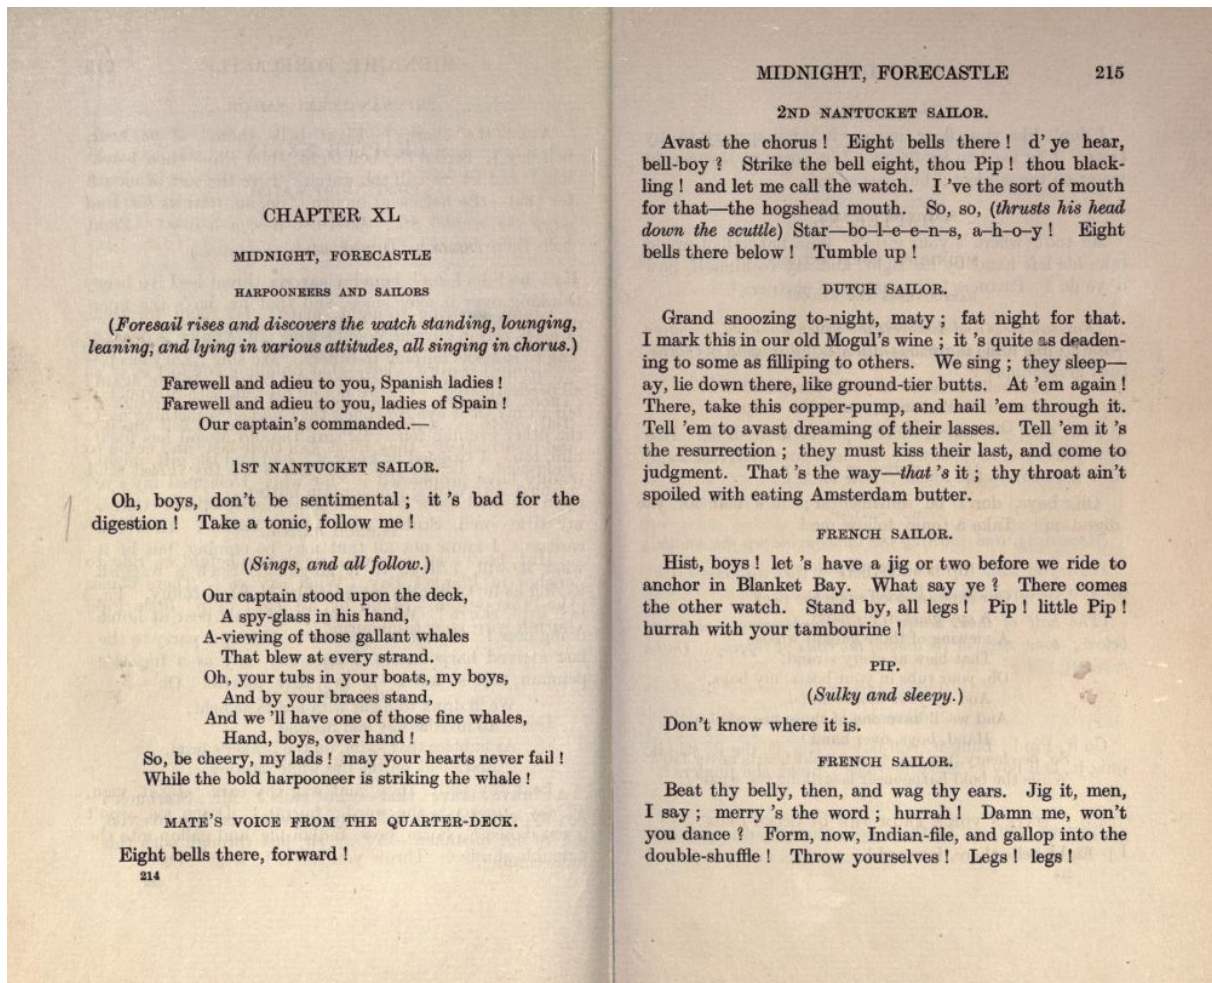 CHAPTER XL
MIDNIGHT, FORECASTLE
HARPOONEERS AND SAILORS
(Foresail rises and discovers the watch standing, lounging,
leaning, and lying in various attitudes, all singing in chorus.)
Farewell and adieu to you, Spanish ladies !
Farewell and adieu to you, ladies of Spain !
Our captain's commanded.—
1ST NANTUCKET SAILOR.
Oh, boys, don't be sentimental ; it 's bad for the
digestion ! Take a tonic, follow me !
(Sings, and all follow.)
Our captain stood upon the deck,
A spy-glass in his hand,
A-viewing of those gallant whales
That blew at every strand.
Oh, your tubs in your boats, my boys,
And by your braces stand,
And we 'll have one of those fine whales,
Hand, boys, over hand !
So, be cheery, my lads ! may your hearts never fail !
While the bold harpooneer is striking the whale !
MATE'S VOICE FROM THE QUARTER-DECK.
Eight bells there, forward !
214
MIDNIGHT, FORECASTLE 215
2ND NANTUCKET SAILOR.
Avast the chorus ! Eight bells there ! d' ye hear,
bell-boy ? Strike the bell eight, thou Pip ! thou black-
ling ! and let me call the watch. I 've the sort of mouth
for that—the hogshead mouth. So, so, (thrusts his head
down the scuttle) Star—bo-l-e-e-n-s, a-h-o-y ! Eight
bells there below ! Tumble up !
DUTCH SAILOR.
Grand snoozing to-night, maty ; fat night for that.
I mark this in our old Mogul's wine ; it 's quite as deaden-
ing to some as filliping to others. We sing ; they sleep—
ay, lie down there, like ground-tier butts. At 'em again !
There, take this copper-pump, and hail 'em through it.
Tell 'em to avast dreaming of their lasses. Tell 'em it 's
the resurrection ; they must kiss their last, and come to
judgment. That 's the way—that 's it ; thy throat ain't
spoiled with eating Amsterdam butter.
FRENCH SAILOR.
Hist, boys ! let 's have a jig or two before we ride to
anchor in Blanket Bay. What say ye ? There comes
the other watch. Stand by, all legs ! Pip ! little Pip !
hurrah with your tambourine !
PIP.
(Sulky and sleepy.)
Don't know where it is.
FRENCH SAILOR.
Beat thy belly, then, and wag thy ears. Jig it, men,
I say ; merry 's the word ; hurrah ! Damn me, won't
you dance ? Form, now, Indian-file, and gallop into the
double-shuffle ! Throw yourselves ! Legs ! legs !